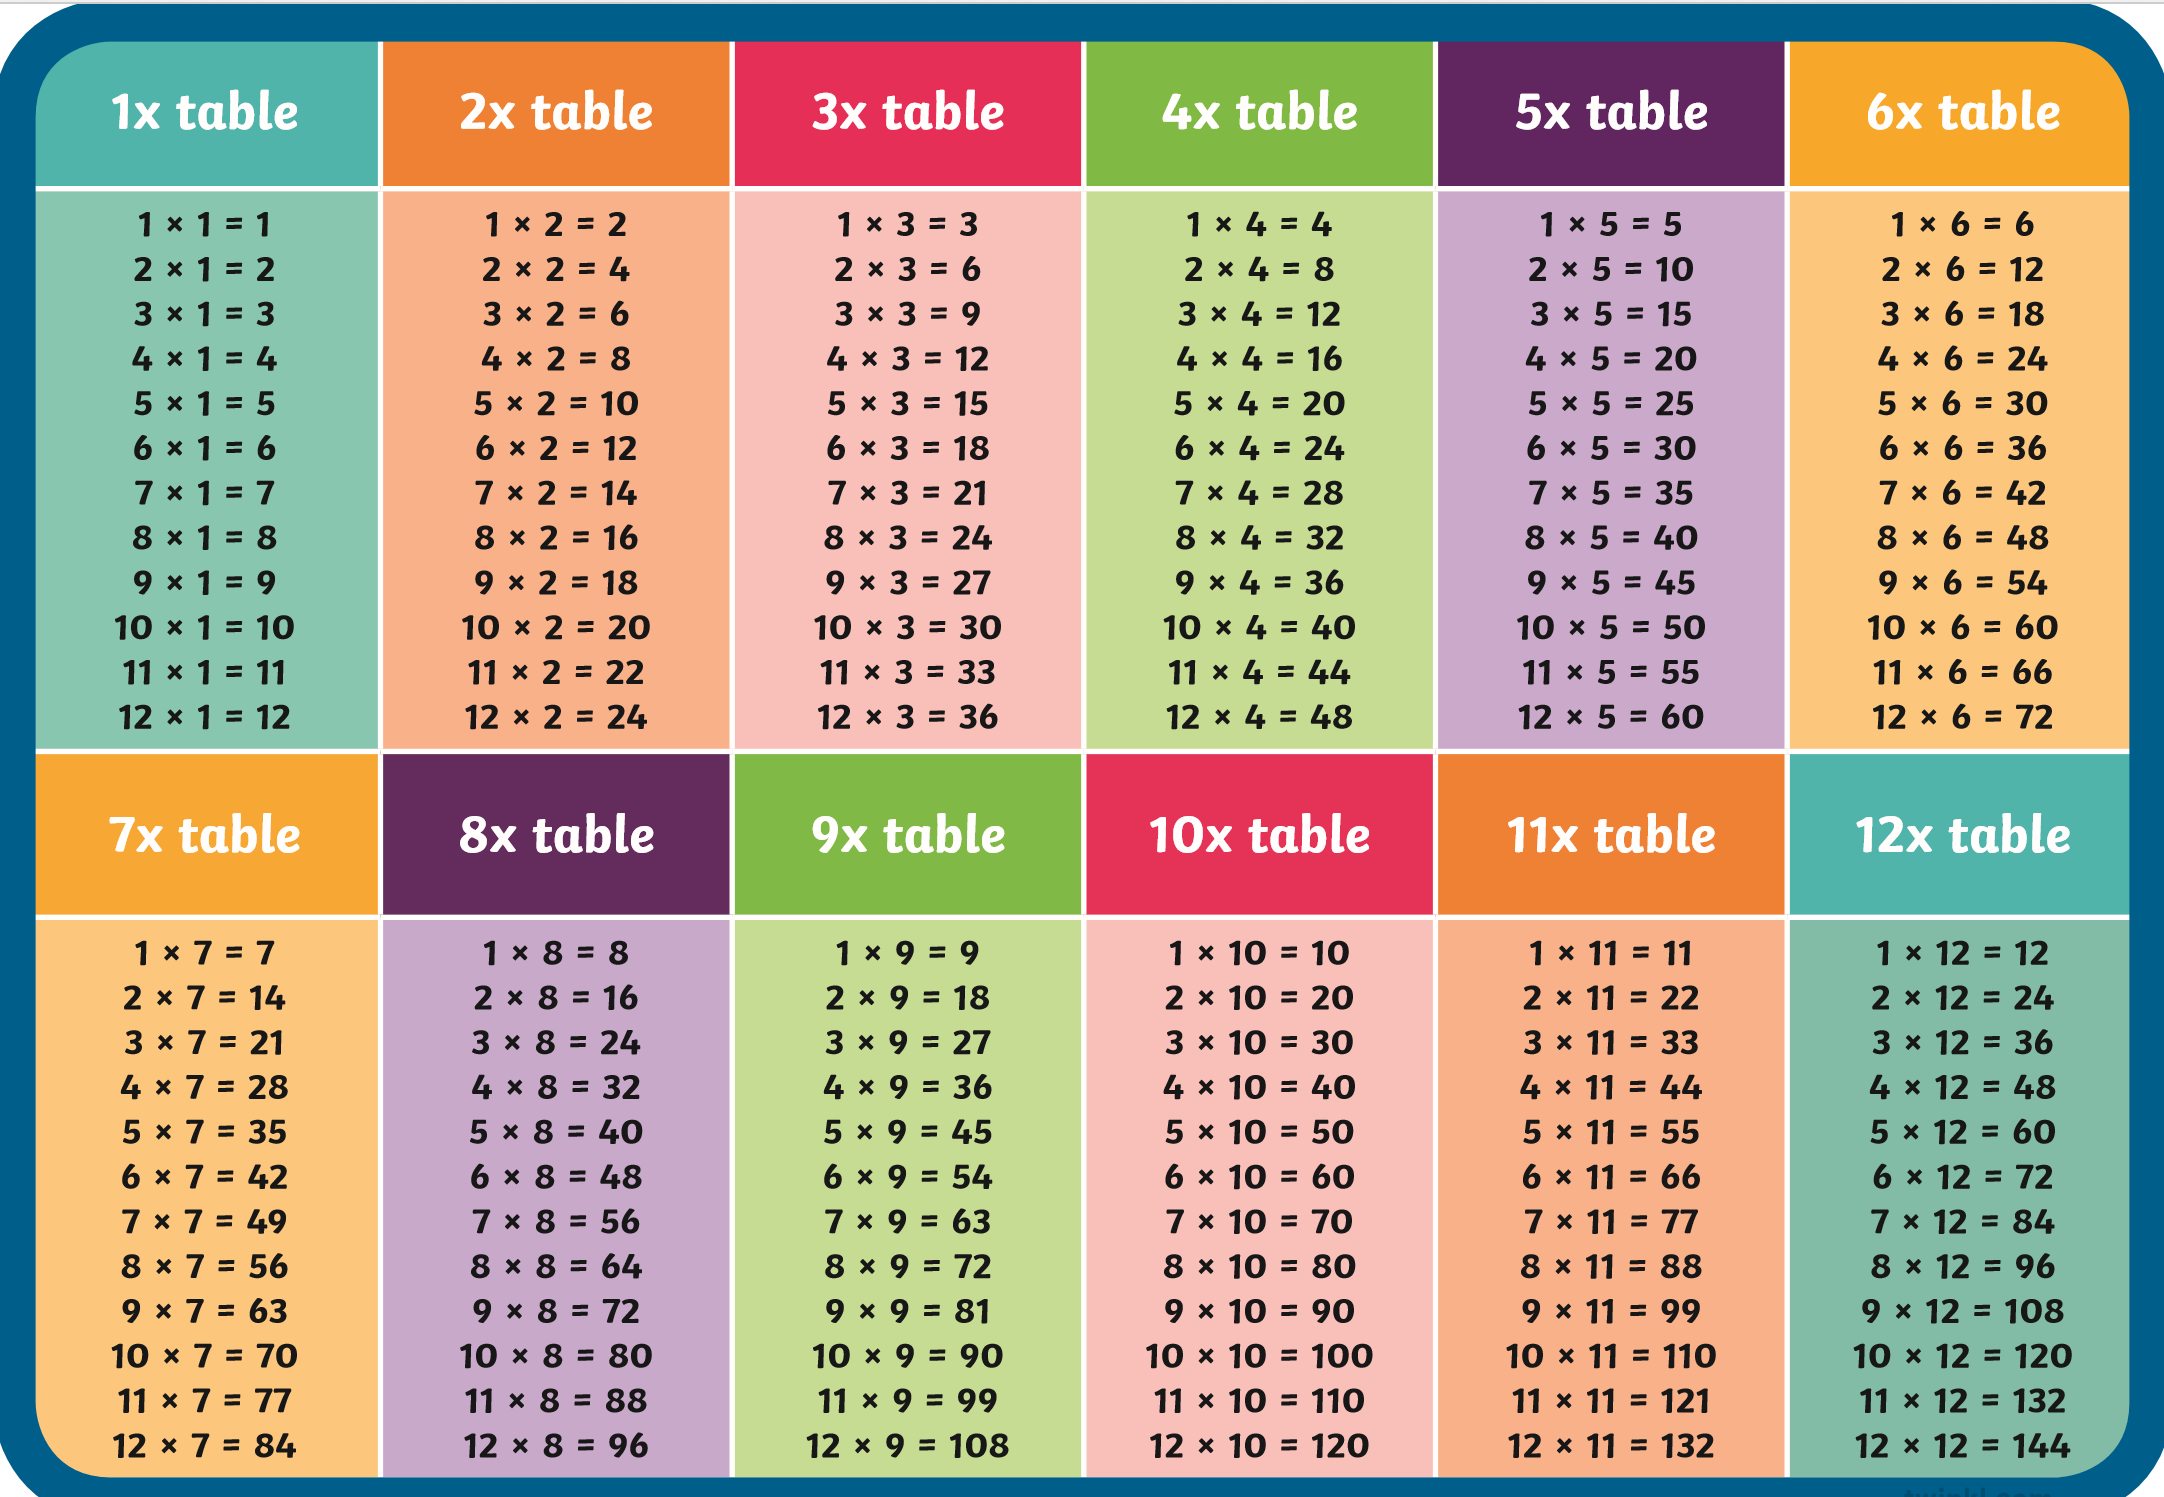 1x table
1 × 1 = 1
2 × 1 = 2
3 × 1 = 3
4 × 1 = 4
5 × 1 = 5
6 × 1 = 6
7 × 1 = 7
8 × 1 = 8
9 × 1 = 9
10 × 1 = 10
11 × 1 = 11
12 × 1 = 12
2x table
1 × 2 = 2
2 × 2 = 4
3 × 2 = 6
4 × 2 = 8
5 × 2 = 10
6 × 2 = 12
7 × 2 = 14
8 × 2 = 16
9 × 2 = 18
10 × 2 = 20
11 × 2 = 22
12 × 2 = 24
3x table
1 × 3 = 3
2 × 3 = 6
3 × 3 = 9
4 × 3 = 12
5 × 3 = 15
6 × 3 = 18
7 × 3 = 21
8 × 3 = 24
9 × 3 = 27
10 × 3 = 30
11 × 3 = 33
12 × 3 = 36
4x table
1 × 4 = 4
2 × 4 = 8
3 × 4 = 12
4 × 4 = 16
5 × 4 = 20
6 × 4 = 24
7 × 4 = 28
8 × 4 = 32
9 × 4 = 36
10 × 4 = 40
11 × 4 = 44
12 × 4 = 48
5x table
1 × 5 = 5
2 × 5 = 10
3 × 5 = 15
4 × 5 = 20
5 × 5 = 25
6 × 5 = 30
7 × 5 = 35
8 × 5 = 40
9 × 5 = 45
10 × 5 = 50
11 × 5 = 55
12 × 5 = 60
6x table
1 × 6 = 6
2 × 6 = 12
3 × 6 = 18
4 × 6 = 24
5 × 6 = 30
6 × 6 = 36
7 × 6 = 42
8 × 6 = 48
9 × 6 = 54
10 × 6 = 60
11 × 6 = 66
12 × 6 = 72
7x table
1 × 7 = 7
2 × 7 = 14
3 × 7 = 21
4 × 7 = 28
5 × 7 = 35
6 × 7 = 42
7 × 7 = 49
8 × 7 = 56
9 × 7 = 63
10 × 7 = 70
11 × 7 = 77
12 × 7 = 84
8x table
1 × 8 = 8
2 × 8 = 16
3 × 8 = 24
4 × 8 = 32
5 × 8 = 40
6 × 8 = 48
7 × 8 = 56
8 × 8 = 64
9 × 8 = 72
10 × 8 = 80
11 × 8 = 88
12 × 8 = 96
9x table
1 × 9 = 9
2 × 9 = 18
3 × 9 = 27
4 × 9 = 36
5 × 9 = 45
6 × 9 = 54
7 × 9 = 63
8 × 9 = 72
9 × 9 = 81
10 × 9 = 90
11 × 9 = 99
12 × 9 = 108
10x table
1 × 10 = 10
2 × 10 = 20
3 × 10 = 30
4 × 10 = 40
5 × 10 = 50
6 × 10 = 60
7 × 10 = 70
8 × 10 = 80
9 × 10 = 90
10 × 10 = 100
11 × 10 = 110
12 × 10 = 120
11x table
1 × 11 = 11
2 × 11 = 22
3 × 11 = 33
4 × 11 = 44
5 × 11 = 55
6 × 11 = 66
7 × 11 = 77
8 × 11 = 88
9 × 11 = 99
10 × 11 = 110
11 × 11 = 121
12 × 11 = 132
12x table
1 × 12 = 12
2 × 12 = 24
3 × 12 = 36
4 × 12 = 48
5 × 12 = 60
6 × 12 = 72
7 × 12 = 84
8 × 12 = 96
9 × 12 = 108
10 × 12 = 120
11 × 12 = 132
12 × 12 = 144